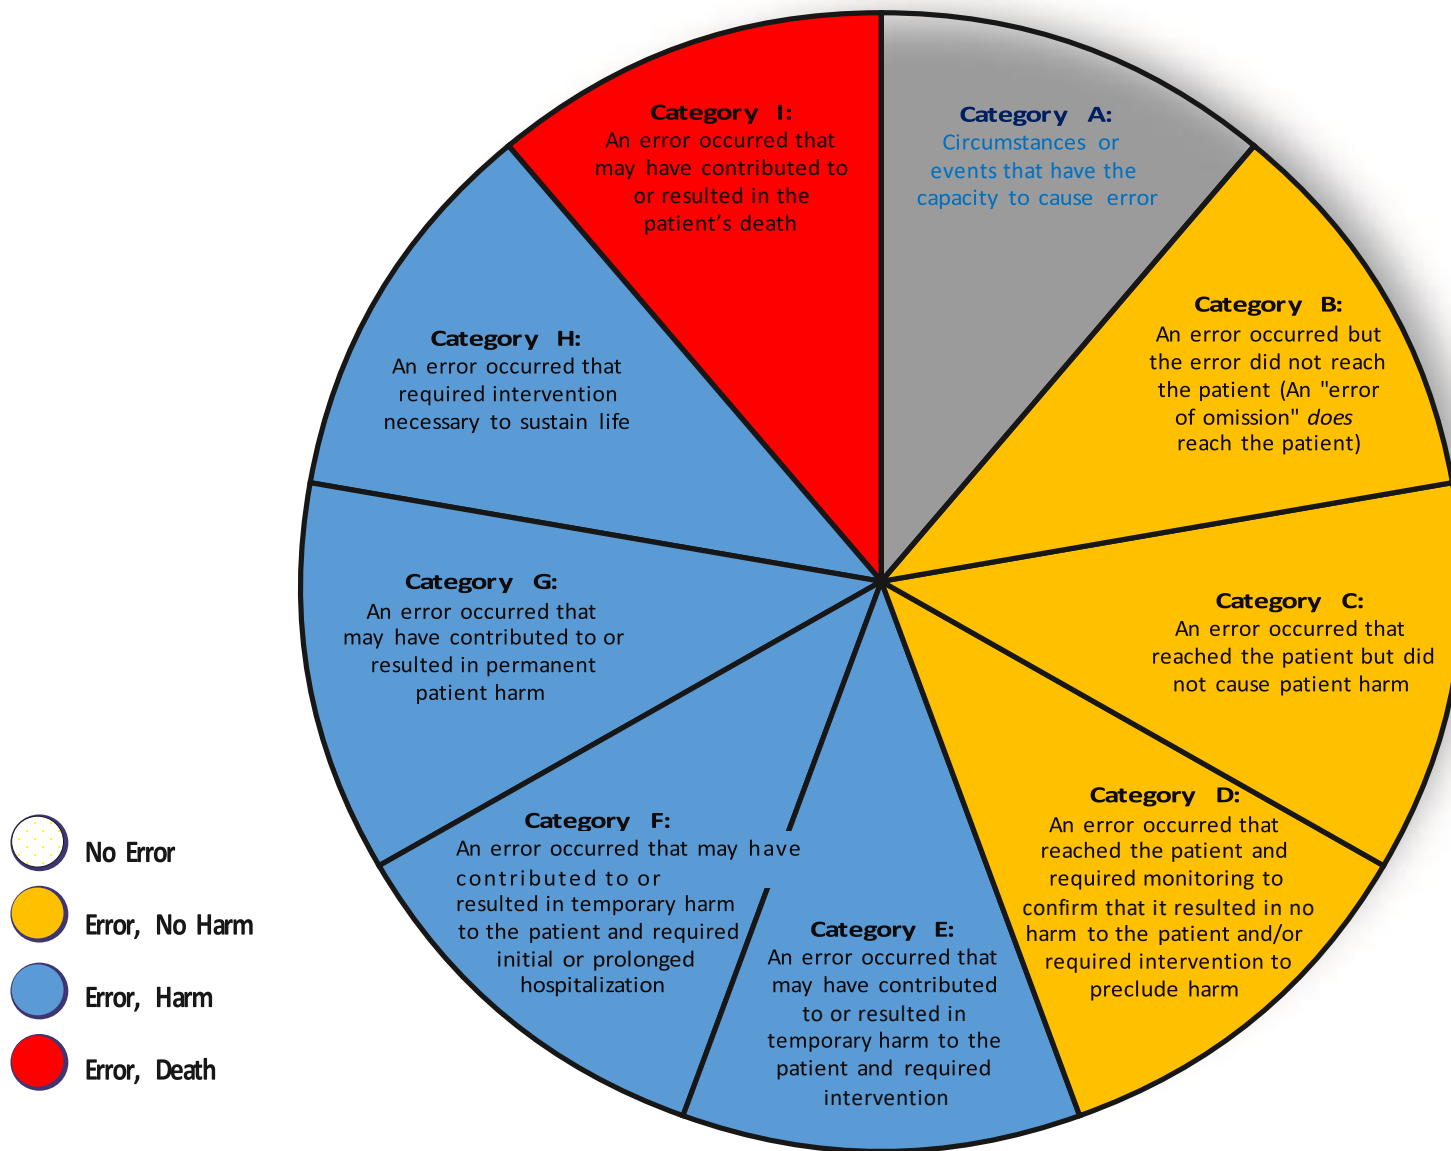 Category I:
An error occurred that
may have contributed to
or resulted in the
patient’s death
Category A:
Circumstances or
events that have the
capacity to cause error
Category B:
An error occurred but
the error did not reach
the patient (An "error
of omission" does
reach the patient)
Category H:
An error occurred that
required intervention
necessary to sustain life
Category G:
An error occurred that
may have contributed to or
resulted in permanent
patient harm
Category C:
An error occurred that
reached the patient but did
not cause patient harm
Category D:
An error occurred that
reached the patient and
required monitoring to
confirm that it resulted in no
harm to the patient and/or
required intervention to
preclude harm
Category F:
An error occurred that may have
contributed to or
resulted in temporary harm
to the patient and required
initial or prolonged
hospitalization
Category E:
An error occurred that
may have contributed
to or resulted in
temporary harm to the
patient and required
intervention
No Error
Error, No Harm
Error, Harm
Error, Death